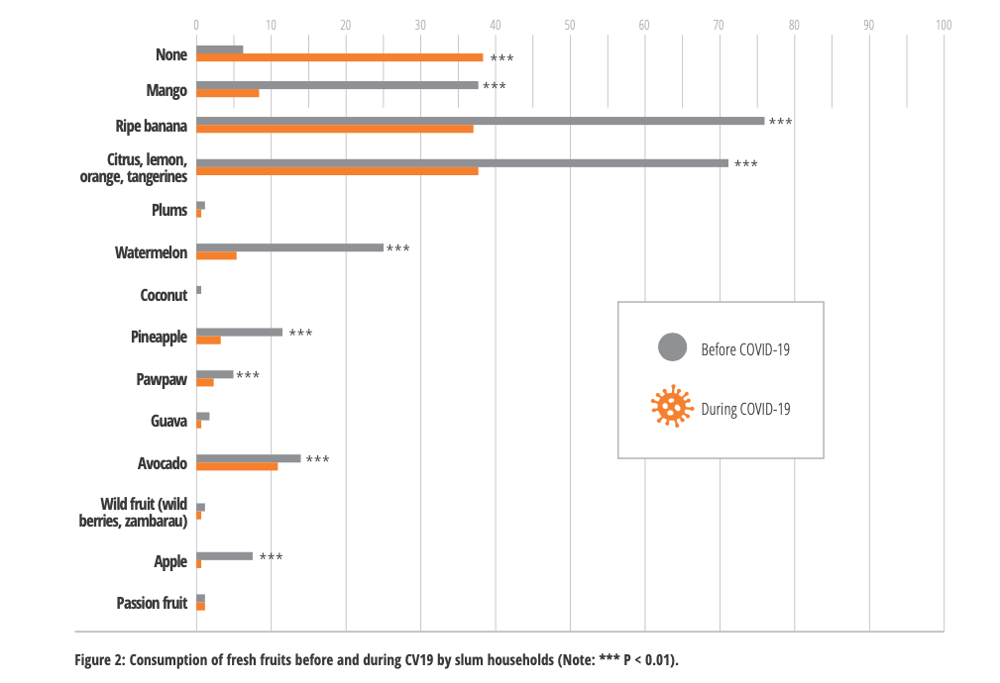 0 10 20 30 40 50 60 70 80 90 100
None ***
Mango ***
Ripe banana ***
Citrus, lemon,
orange, tangerines ***
Plums
Watermelon ***
Coconut
Pineapple ***
Before COVID-19
Pawpaw ***
During COVID-19
Guava
Avocado ***
Wild fruit (wild
berries, zambarau)
Apple ***
Passion fruit
Figure 2: Consumption of fresh fruits before and during CV19 by slum households (Note: *** P < 0.01).